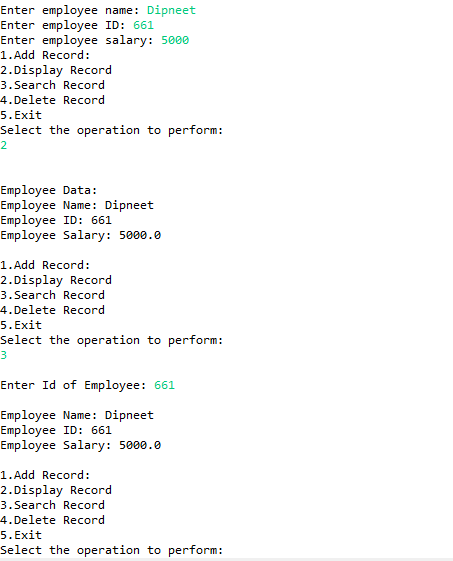 Enter employee name: Dipneet
Enter employee ID: 661
Enter employee salary: 5000
1.Add Record:
2.Display Record
3.Search Record
4.Delete Record
5.Exit
Select the operation to perform:
2
Employee Data:
Employee Name: Dipneet
Employee ID: 661
Employee Salary: 5000.0
1.Add Record:
2.Display Record
3.Search Record
4.Delete Record
5.Exit
Select the operation to perform:
3
Enter Id of Employee: 661
Employee Name: Dipneet
Employee ID: 661
Employee Salary: 5000.0
1.Add Record:
2.Display Record
3.Search Record
4.Delete Record
5.Exit
Select the operation to perform: